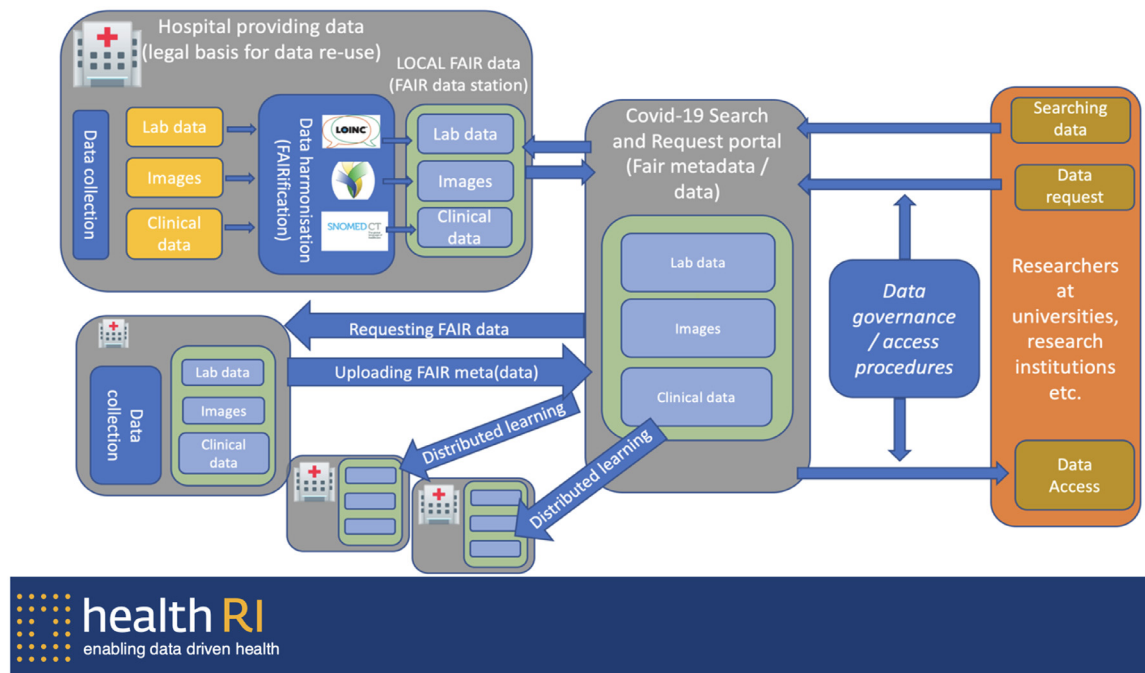 Hospital providing data
(legal basis for data re-use)
LOCAL FAIR data
(FAIR data station)
Data collection
Lab data
Images
Clinical
data
Data harmonisation
(FAIRification)
LOINC
SNOMED CT
Lab data
Images
Clinical
data
Covid-19 Search
and Request portal
(Fair metadata /
data)
Lab data
Images
Clinical data
Searching
data
Data
request
Researchers
at
universities,
research
institutions
etc.
Data
Access
Data
governance
/ access
procedures
Requesting FAIR data
Uploading FAIR meta(data)
Distributed learning
Distributed learning
Data
collection
Lab data
Images
Clinical
data
health RI
enabling data driven health